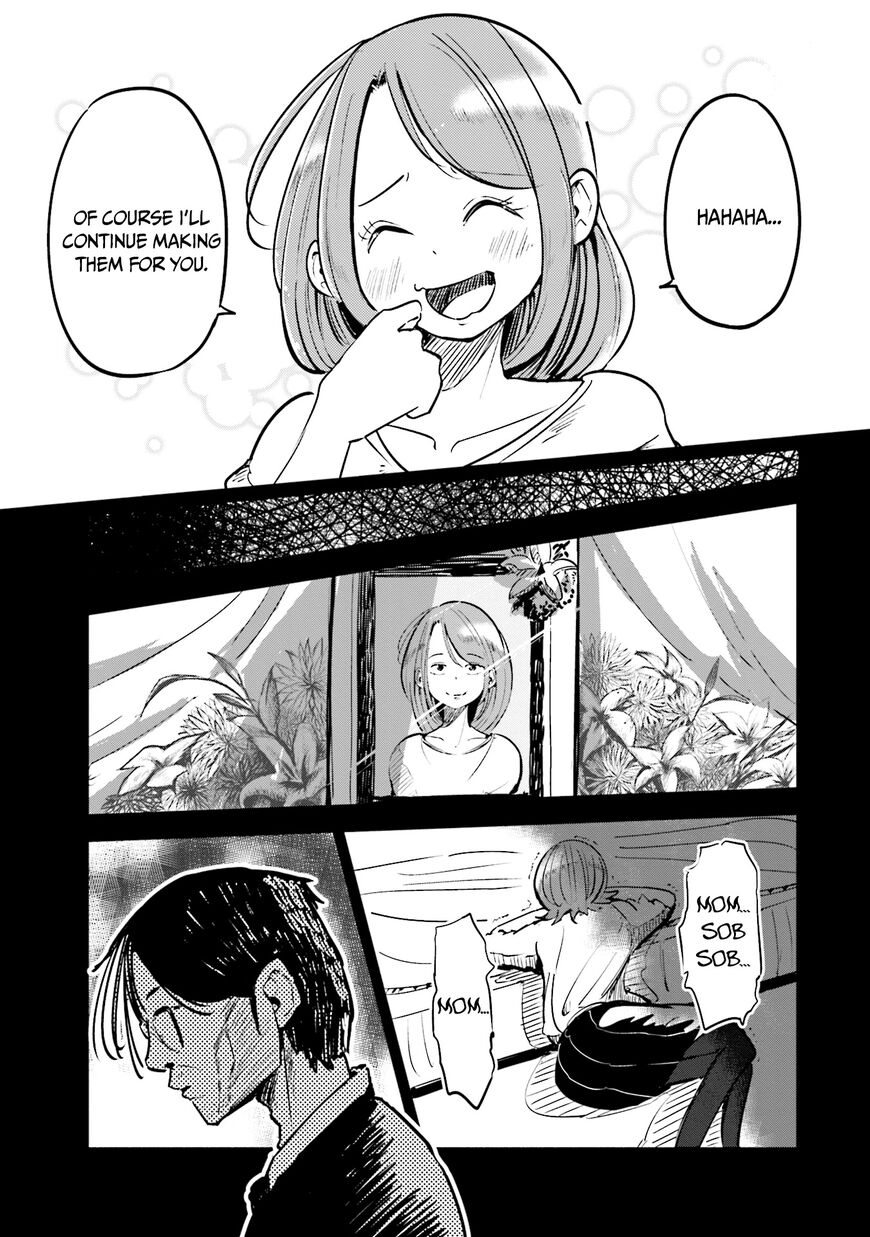 HAHAHA...
OF COURSE I'LL
CONTINUE MAKING
THEM FOR YOU.
MOM...
SOB
SOB...
MOM...